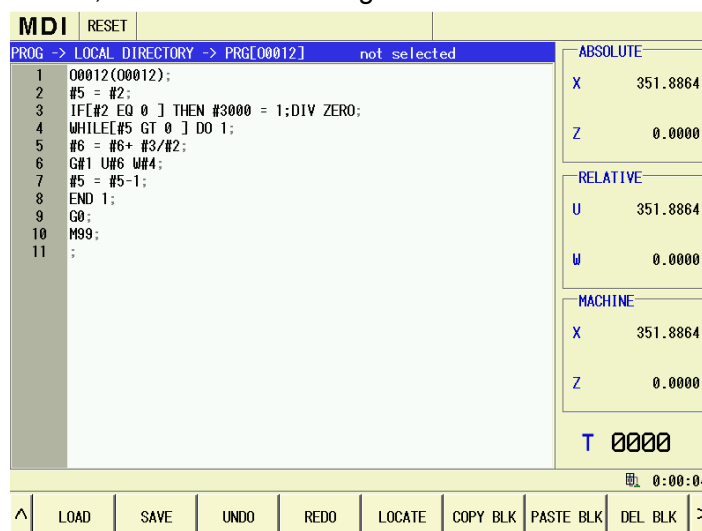 MDI RESET
PROG -> LOCAL DIRECTORY -> PRG[O0012] not selected
1 O0012(O0012);
2 #5 = #2;
3 IF[#2 EQ 0 ] THEN #3000 = 1;DIV ZERO;
4 WHILE[#5 GT 0 ] DO 1;
5 #6 = #6+ #3/#2;
6 G#1 U#6 W#4;
7 #5 = #5-1;
8 END 1;
9 G0;
10 M99;
11 ;
ABSOLUTE
X 351.8864
Z 0.0000
RELATIVE
U 351.8864
W 0.0000
MACHINE
X 351.8864
Z 0.0000
T 0000
0:00:0
^ LOAD SAVE UNDO REDO LOCATE COPY BLK PASTE BLK DEL BLK >